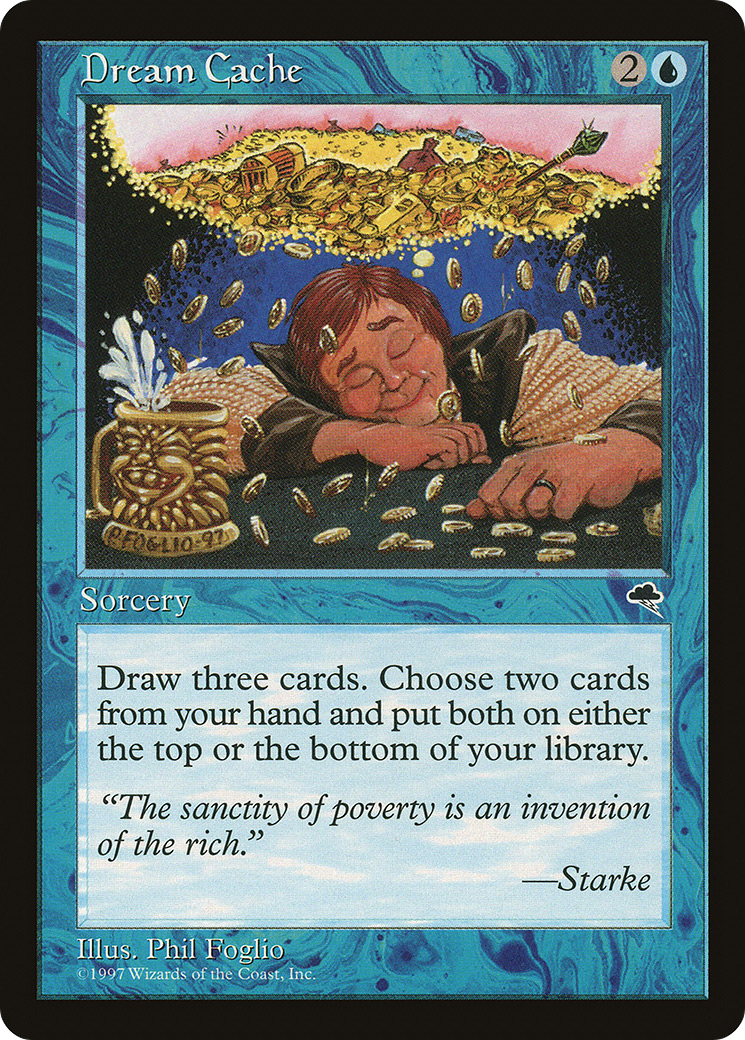 Dream Cache
2
P.FOGLIO-97
Sorcery
Draw three cards. Choose two cards
from your hand and put both on either
the top or the bottom of your library.
“The sanctity of poverty is an invention
of the rich.”
—Starke
Illus. Phil Foglio
©1997 Wizards of the Coast, Inc.